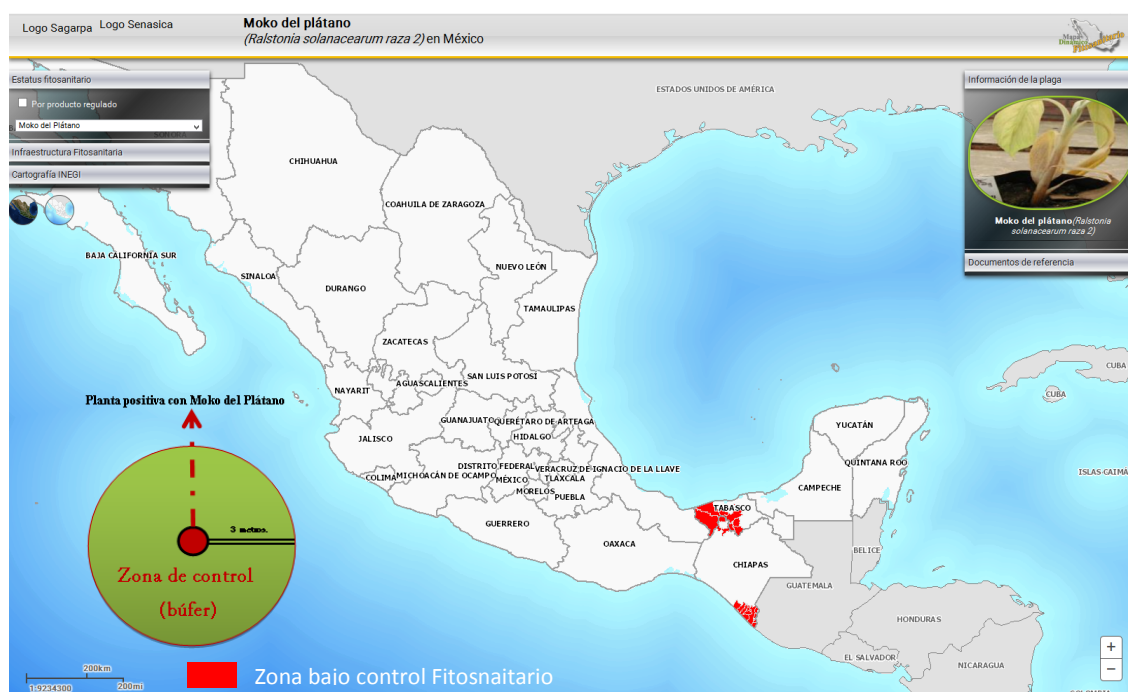 Logo Sagarpa Logo Senasica
Moko del plátano
(Ralstonia solanacearum raza 2) en México
Mapa
Dinámico
Fitosanitario
Estatus fitosanitario
Por producto regulado
Moko del Plátano
SONORA
Infraestructura Fitosanitaria
Cartografía INEGI
Información de la plaga
Moko del plátano(Ralstonia
solanacearum raza 2)
Documentos de referencia
ESTADOS UNIDOS DE AMÉRICA
CHIHUAHUA
COAHUILA DE ZARAGOZA
BAJA CALIFORNIA SUR
NUEVO LEÓN
SINALOA
DURANGO
TAMAULIPAS
ZACATECAS
SAN LUIS POTOSI
AGUASCALIENTES
NAYARIT
CUBA
CUBA
Planta positiva con Moko del Plátano
GUANAJUATO
QUERÉTARO DE ARTEAGA
YUCATÁN
HIDALGO
JALISCO
QUINTANA ROO
DISTRITO FEDERAL
VERACRUZ DE IGNACIO DE LA LLAVE
ISLAS-CAIMA
COLIMA
MICHOACÁN DE OCAMPO
MÉXICO
TLAXCALA
CAMPECHE
MORELOS
PUEBLA
TABASCO
GUERRERO
3 metros.
OAXACA
BELICE
CHIAPAS
Zona de control
(búfer)
GUATEMALA
HONDURAS
EL SALVADOR
NICARAGUA
+
−
200km
200mi
1:9234300
Zona bajo control Fitosnaitario